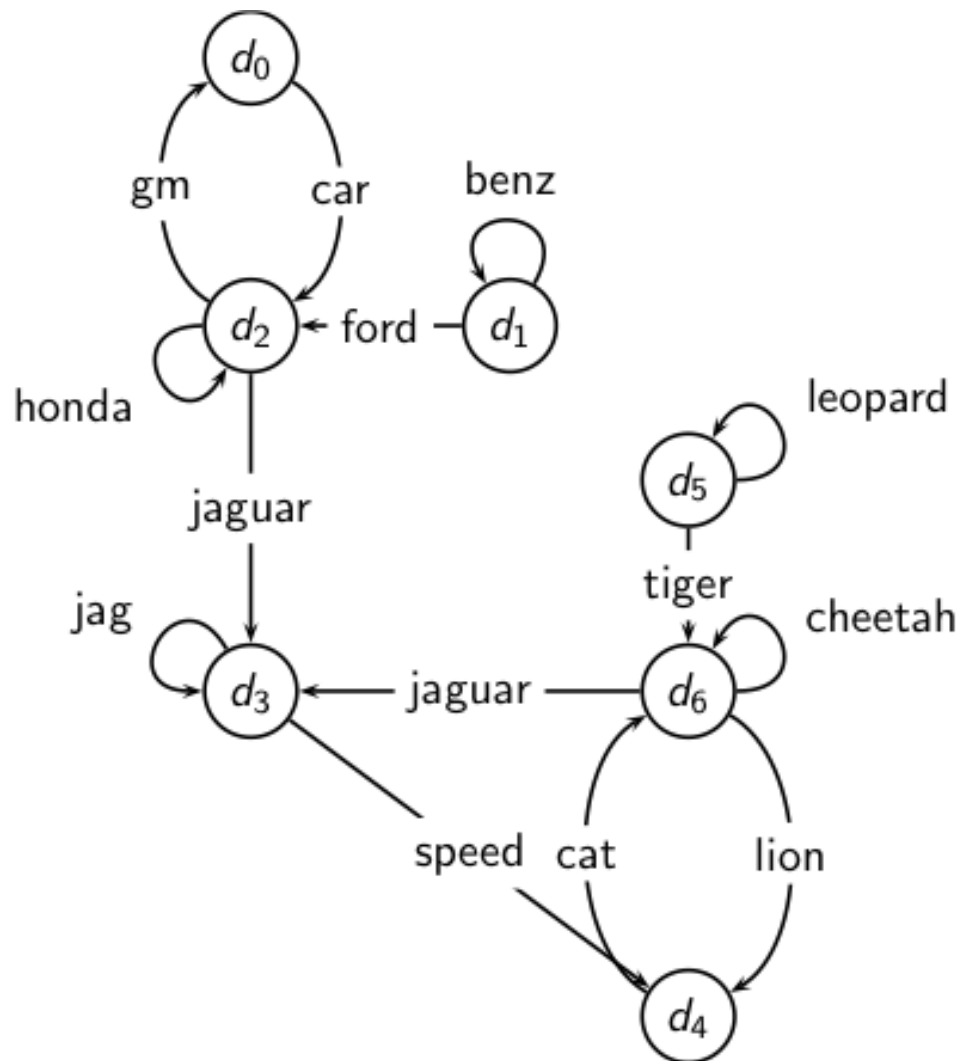 d0
gm
car
benz
d2
ford
d1
honda
leopard
d5
jaguar
tiger
jag
cheetah
d3
jaguar
d6
speed
cat
lion
d4